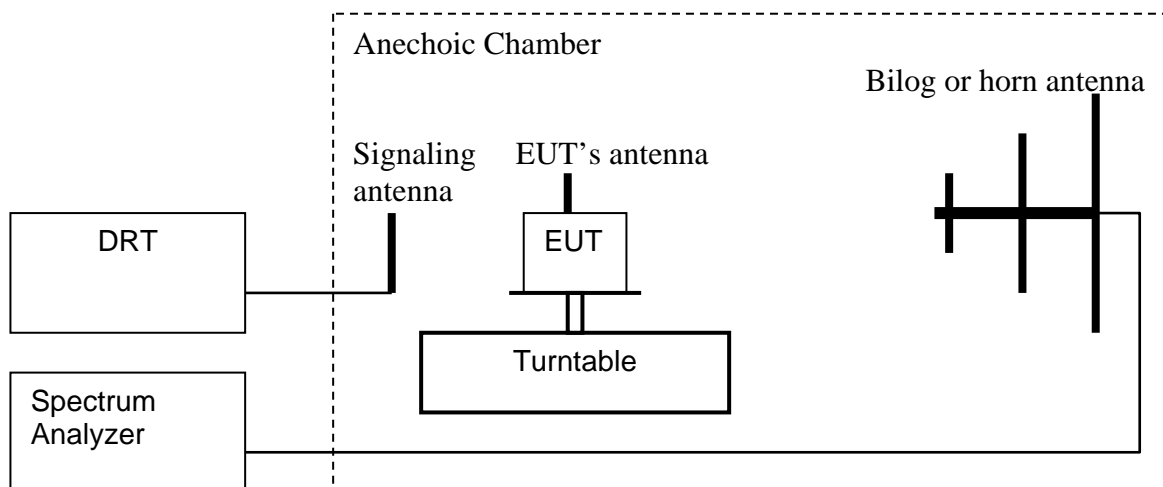 Anechoic Chamber
Bilog or horn antenna
Signaling
antenna
EUT’s antenna
DRT
EUT
Turntable
Spectrum
Analyzer